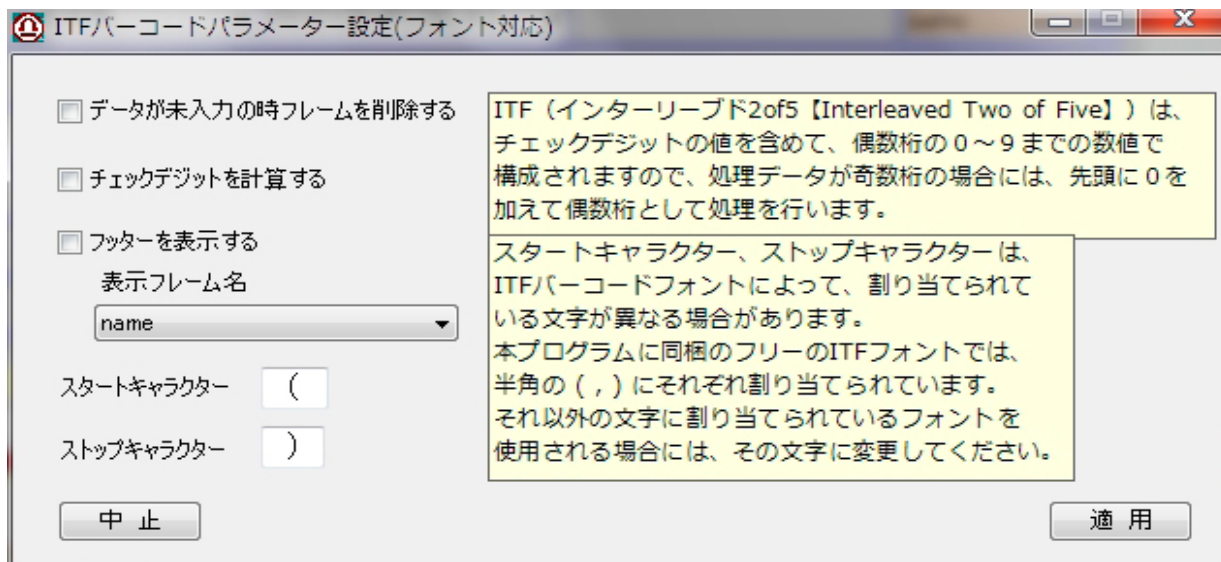 ITFバーコードパラメーター設定(フォント対応)
データが未入力の時フレームを削除する
チェックデジットを計算する
フッターを表示する
表示フレーム名
name
スタートキャラクター (
ストップキャラクター )
ITF（インターリーブド2of5【Interleaved Two of Five】）は、
チェックデジットの値を含めて、偶数桁の０～９までの数値で
構成されますので、処理データが奇数桁の場合には、先頭に０を
加えて偶数桁として処理を行います。
スタートキャラクター、ストップキャラクターは、
ITFバーコードフォントによって、割り当てられて
いる文字が異なる場合があります。
本プログラムに同梱のフリーのITFフォントでは、
半角の ( , ) にそれぞれ割り当てられています。
それ以外の文字に割り当てられているフォントを
使用される場合には、その文字に変更してください。
中 止
適 用